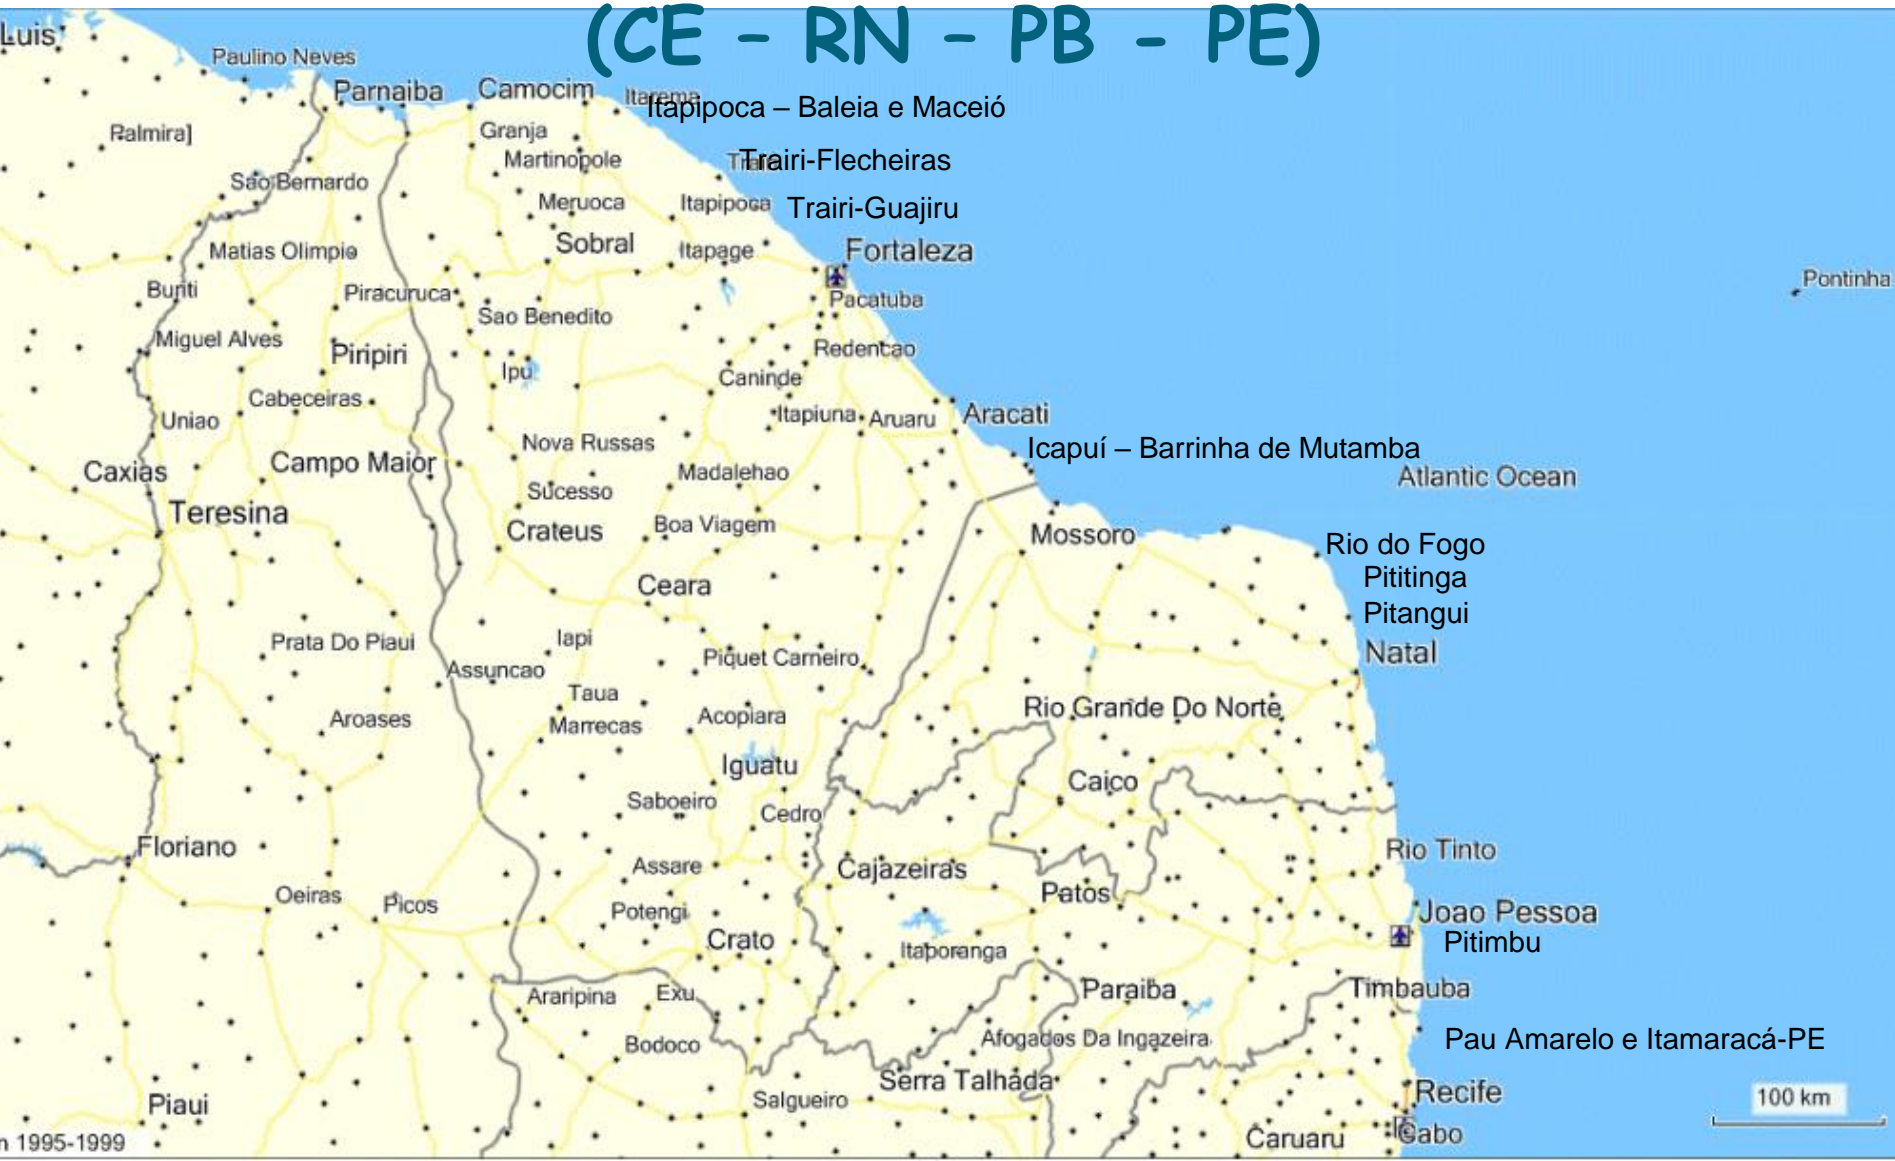 (CE – RN – PB - PE)
Luis
Paulino Neves
Parnaiba
Camocim
Itarema
Itapipoca – Baleia e Maceió
Palmira]
Granja
Martinopole
Trairi-Flecheiras
Sao Bernardo
Meruoca
Itapipoca
Trairi-Guajiru
Matias Olimpio
Sobral
Itapage
Fortaleza
Pontinha
Buriti
Piracuruca
Sao Benedito
Pacatuba
Miguel Alves
Piripiri
Ipu
Redencao
Caninde
Cabeceiras
Uniao
Itapiuna
Aruaru
Aracati
Nova Russas
Icapuí – Barrinha de Mutamba
Caxias
Campo Maior
Madalehao
Atlantic Ocean
Sucesso
Teresina
Crateus
Boa Viagem
Mossoro
Rio do Fogo
Pititinga
Ceara
Pitangui
Prata Do Piaui
Iapi
Piquet Carneiro
Natal
Assuncao
Taua
Rio Grande Do Norte
Aroases
Marrecas
Acopiara
Iguatu
Caico
Saboeiro
Cedro
Floriano
Rio Tinto
Assare
Cajazeiras
Patos
Oeiras
Picos
Potengi
Joao Pessoa
Crato
Itaporanga
Pitimbu
Araripina
Exu
Paraiba
Timbauba
Bodoco
Afogados Da Ingazeira
Pau Amarelo e Itamaracá-PE
Serra Talhada
Piaui
Salgueiro
Recife
100 km
n 1995-1999
Caruaru
Cabo